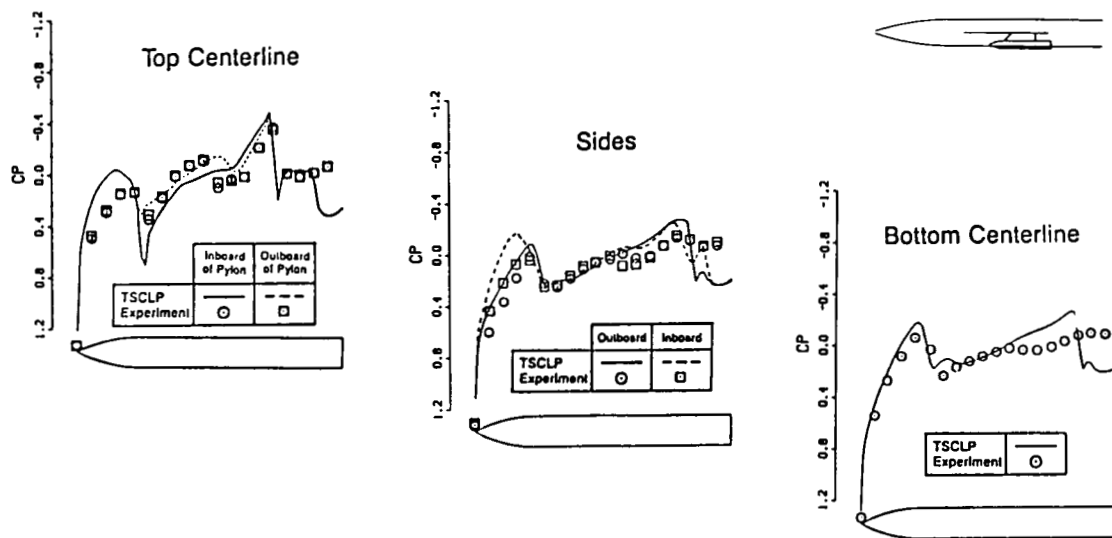 Top Centerline
-1.2
-0.8
-0.4
0.0
0.4
0.8
1.2
CP
Inboard of Pylon
Outboard of Pylon
TSCLP
Experiment
Sides
-1.2
-0.8
-0.4
0.0
0.4
0.8
1.2
CP
Outboard
Inboard
TSCLP
Experiment
Bottom Centerline
-1.2
-0.8
-0.4
0.0
0.4
0.8
1.2
CP
TSCLP
Experiment